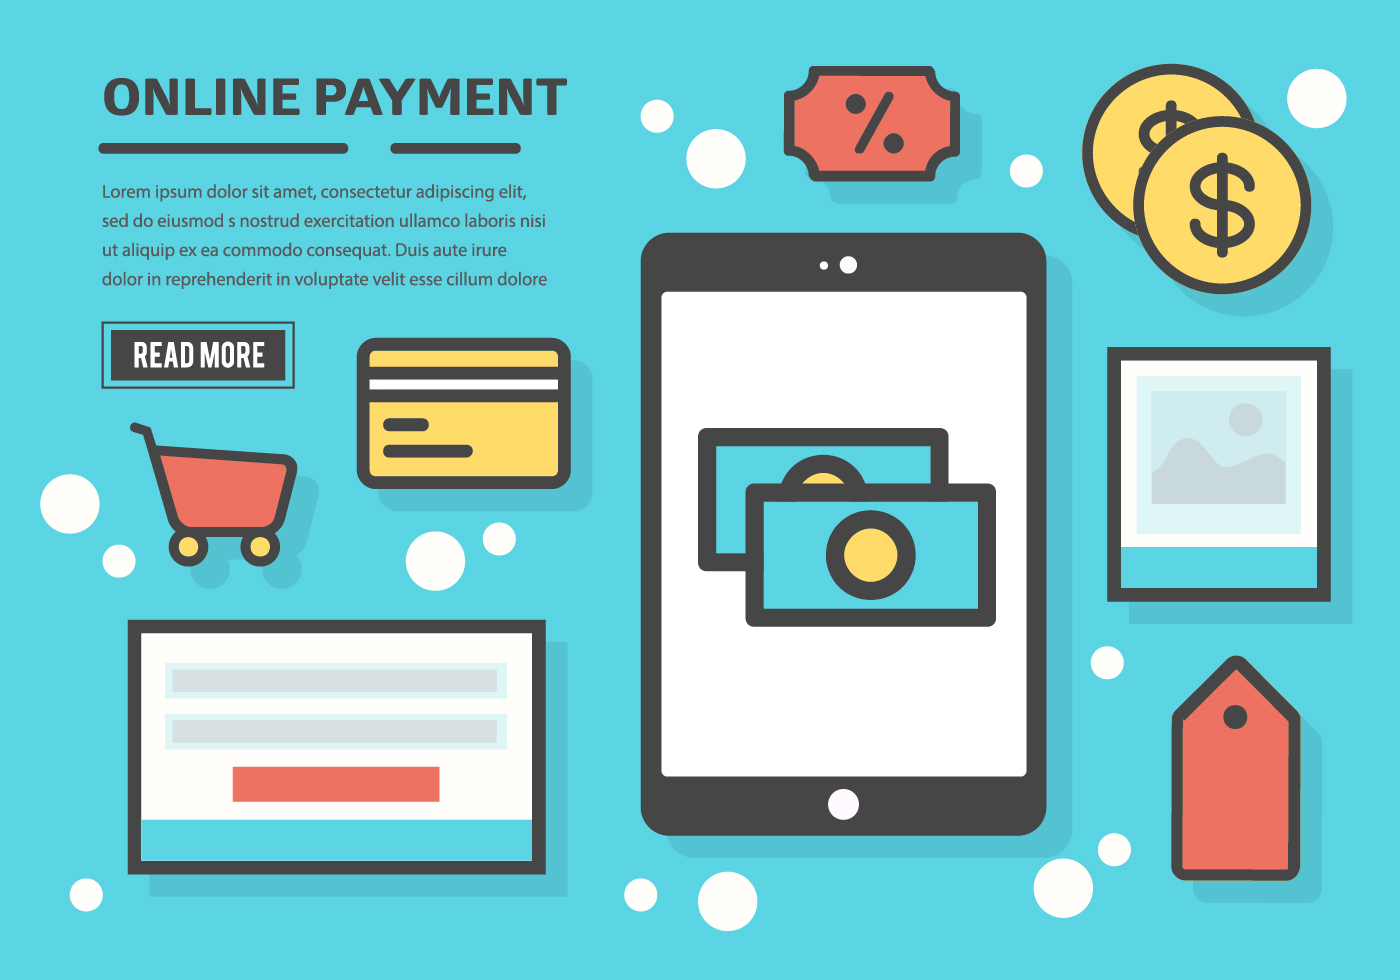 ONLINE PAYMENT
Lorem ipsum dolor sit amet, consectetur adipiscing elit,
sed do eiusmod s nostrud exercitation ullamco laboris nisi
ut aliquip ex ea commodo consequat. Duis aute irure
dolor in reprehenderit in voluptate velit esse cillum dolore
READ MORE
%
$
$